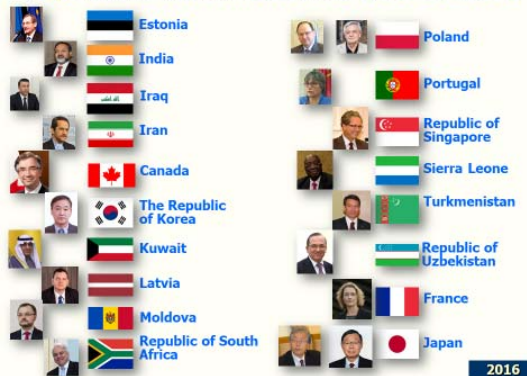 Estonia
India
Iraq
Iran
Canada
The Republic
of Korea
Kuwait
Latvia
Moldova
Republic of South
Africa
Poland
Portugal
Republic of
Singapore
Sierra Leone
Turkmenistan
Republic of
Uzbekistan
France
Japan
2016